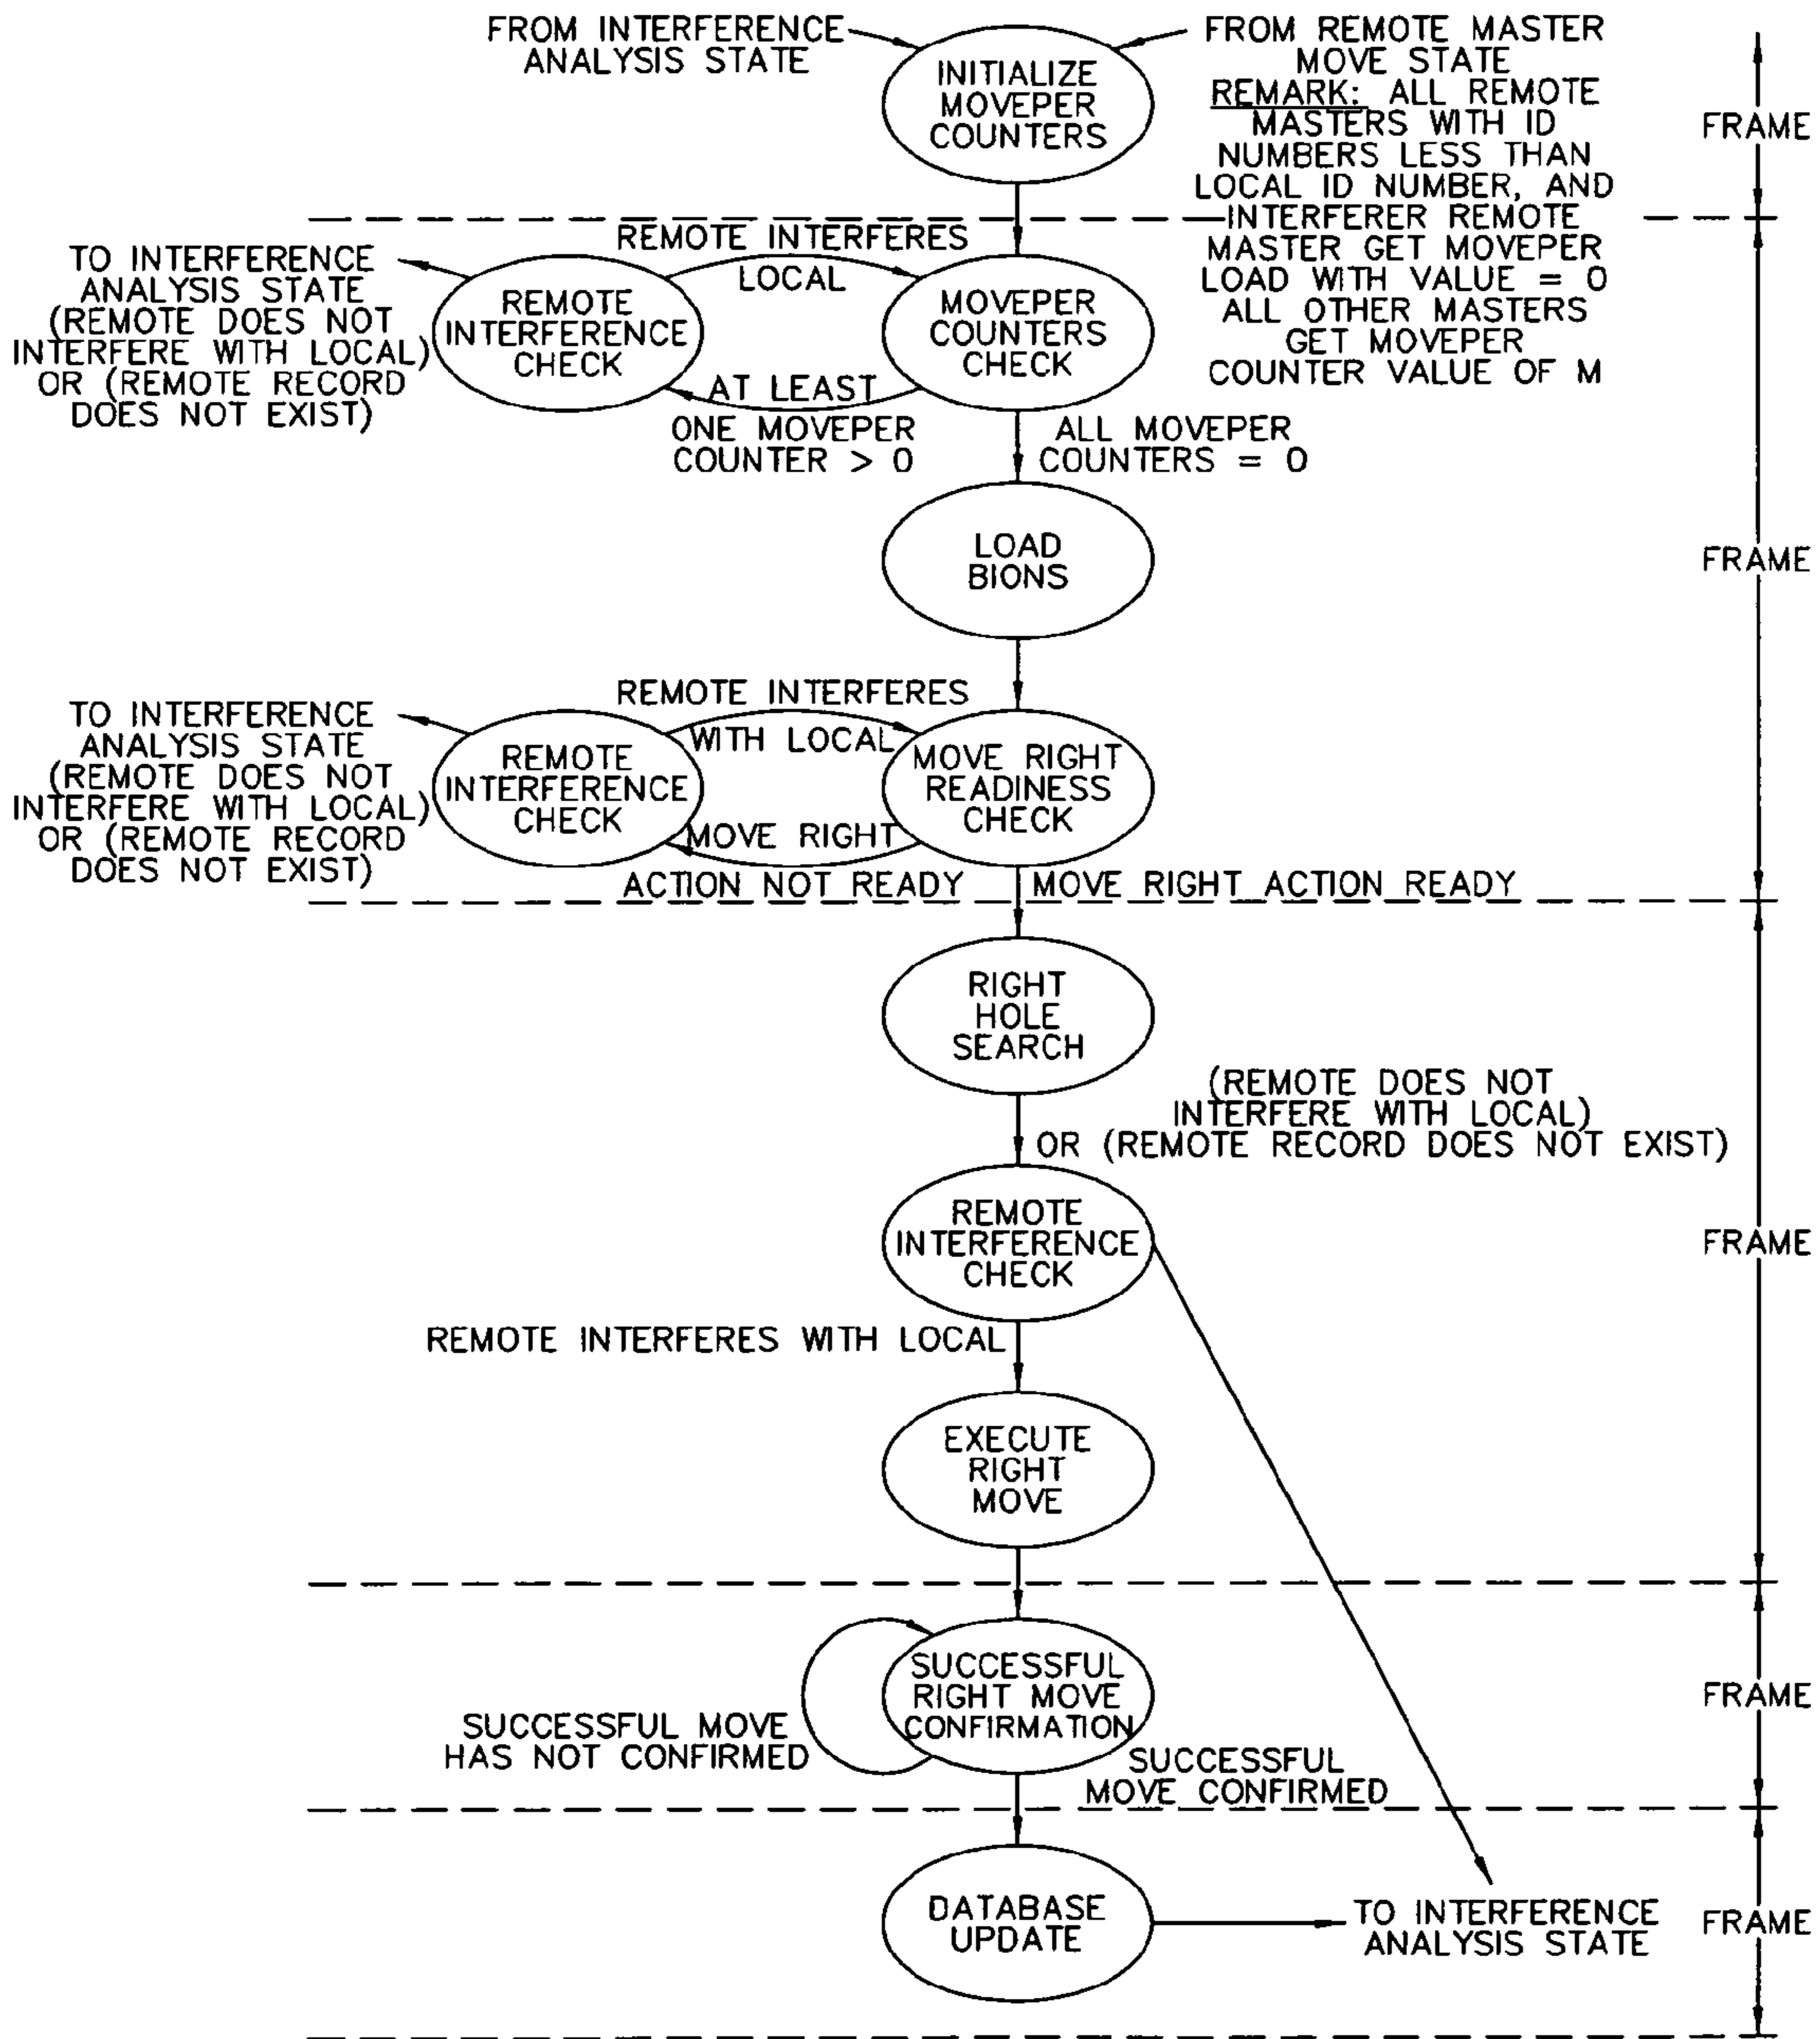 FROM INTERFERENCE
ANALYSIS STATE
INITIALIZE
MOVEPER
COUNTERS
FROM REMOTE MASTER
MOVE STATE
REMARK: ALL REMOTE
MASTERS WITH ID
NUMBERS LESS THAN
LOCAL ID NUMBER, AND
INTERFERER REMOTE
MASTER GET MOVEPER
LOAD WITH VALUE = 0
ALL OTHER MASTERS
GET MOVEPER
COUNTER VALUE OF M
FRAME
TO INTERFERENCE
ANALYSIS STATE
(REMOTE DOES NOT
INTERFERE WITH LOCAL)
OR (REMOTE RECORD
DOES NOT EXIST)
REMOTE INTERFERES
LOCAL
REMOTE
INTERFERENCE
CHECK
MOVEPER
COUNTERS
CHECK
AT LEAST
ONE MOVEPER
COUNTER > 0
ALL MOVEPER
COUNTERS = 0
LOAD
BIONS
FRAME
TO INTERFERENCE
ANALYSIS STATE
(REMOTE DOES NOT
INTERFERE WITH LOCAL)
OR (REMOTE RECORD
DOES NOT EXIST)
REMOTE INTERFERES
WITH LOCAL
REMOTE
INTERFERENCE
CHECK
MOVE RIGHT
READINESS
CHECK
MOVE RIGHT
ACTION NOT READY
MOVE RIGHT ACTION READY
RIGHT
HOLE
SEARCH
(REMOTE DOES NOT
INTERFERE WITH LOCAL)
OR (REMOTE RECORD DOES NOT EXIST)
REMOTE
INTERFERENCE
CHECK
FRAME
REMOTE INTERFERES WITH LOCAL
EXECUTE
RIGHT
MOVE
SUCCESSFUL
RIGHT MOVE
CONFIRMATION
FRAME
SUCCESSFUL MOVE
HAS NOT CONFIRMED
SUCCESSFUL
MOVE CONFIRMED
DATABASE
UPDATE
TO INTERFERENCE
ANALYSIS STATE
FRAME